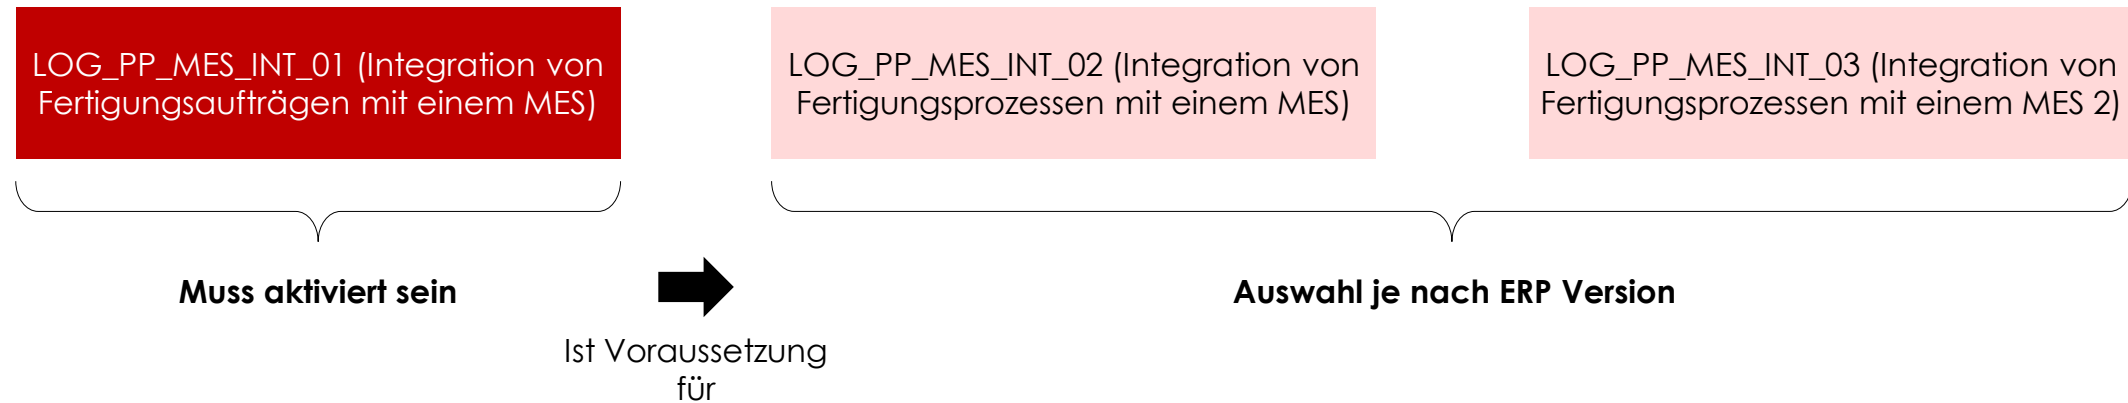 LOG_PP_MES_INT_01 (Integration von
Fertigungsaufträgen mit einem MES)
LOG_PP_MES_INT_02 (Integration von
Fertigungsprozessen mit einem MES)
LOG_PP_MES_INT_03 (Integration von
Fertigungsprozessen mit einem MES 2)
Muss aktiviert sein
Ist Voraussetzung
für
Auswahl je nach ERP Version